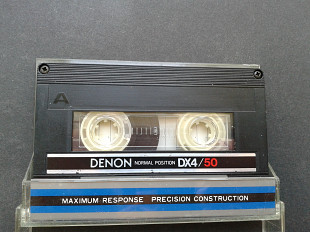 A
DENON NORMAL POSITION DX4/50
MAXIMUM RESPONSE PRECISION CONSTRUCTION